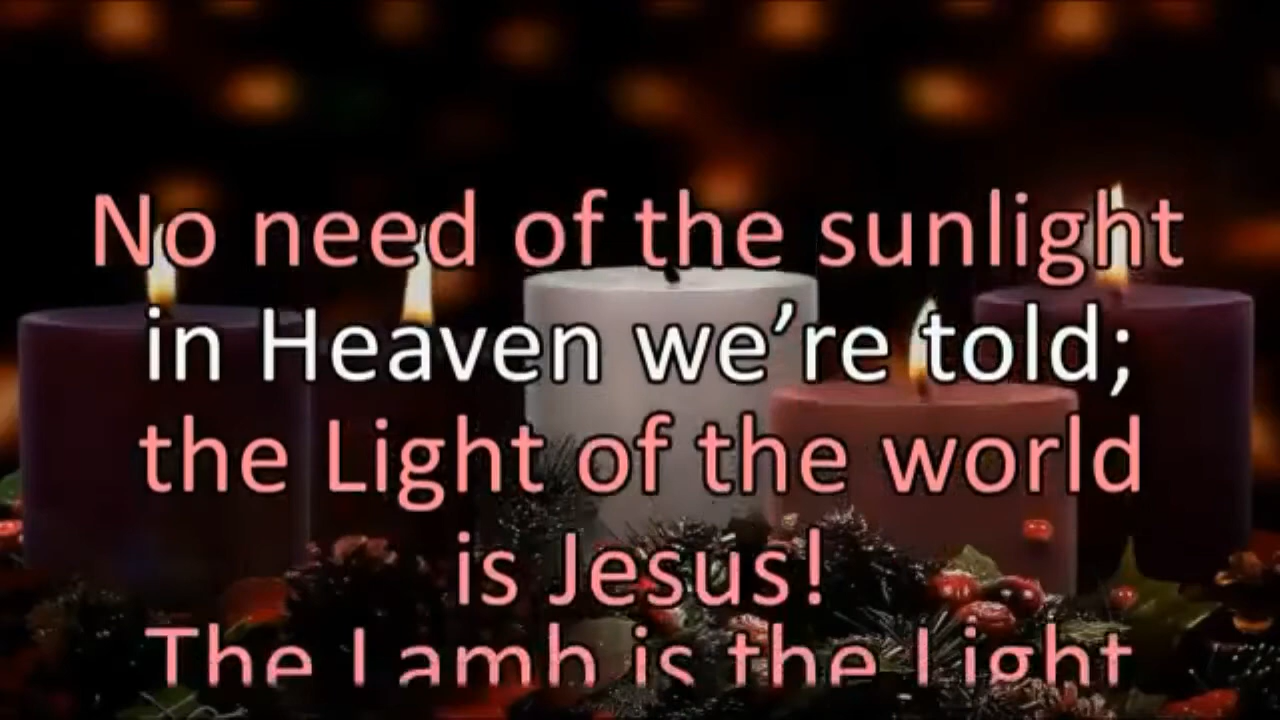 No need of the sunlight
in Heaven we’re told;
the Light of the world
is Jesus!
The Lamb is the Light